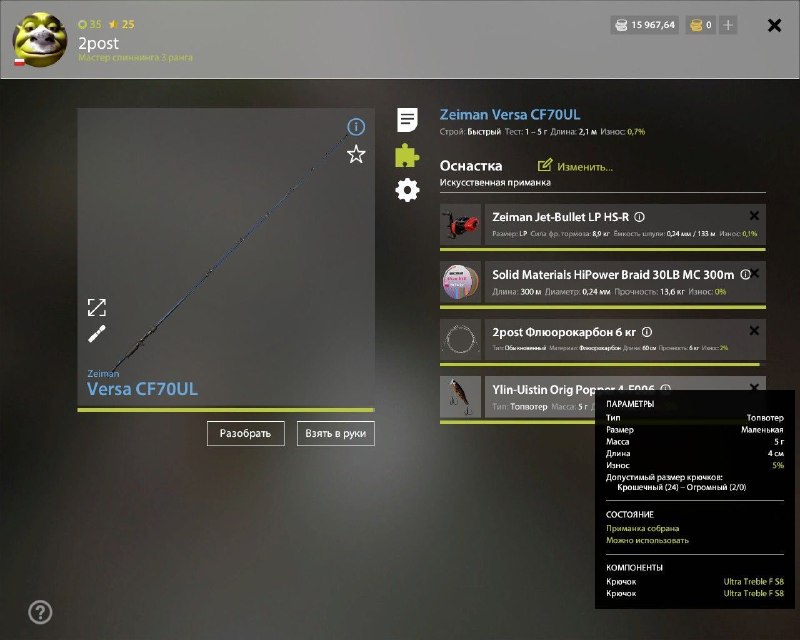 35 25
2post
Мастер спиннинга 3 ранга
15 967,64 0 +
Zeiman Versa CF70UL
Строй: Быстрый Тест: 1 – 5 г Длина: 2,1 м Износ: 0,7%
Оснастка Изменить...
Искусственная приманка
Zeiman Jet-Bullet LP HS-R
Размер: LP Сила фр. тормоза: 8,9 кг Ёмкость шпули: 0,24 мм / 133 м Износ: 0,1%
Solid Materials HiPower Braid 30LB MC 300m
Длина: 300 м Диаметр: 0,24 мм Прочность: 13,6 кг Износ: 0%
2post Флюорокарбон 6 кг
Тип: Обыкновенный Материал: Флюорокарбон Длина: 60 см Прочность: 6 кг Износ: 2%
Ylin-Uistin Orig Popper 4-F006
Тип: Топвотер Масса: 5 г
Zeiman
Versa CF70UL
Разобрать Взять в руки
ПАРАМЕТРЫ
Тип Топвотер
Размер Маленькая
Масса 5 г
Длина 4 см
Износ 5%
Допустимый размер крючков:
Крошечный (24) – Огромный (2/0)
СОСТОЯНИЕ
Приманка собрана
Можно использовать
КОМПОНЕНТЫ
Крючок Ultra Treble F S8
Крючок Ultra Treble F S8